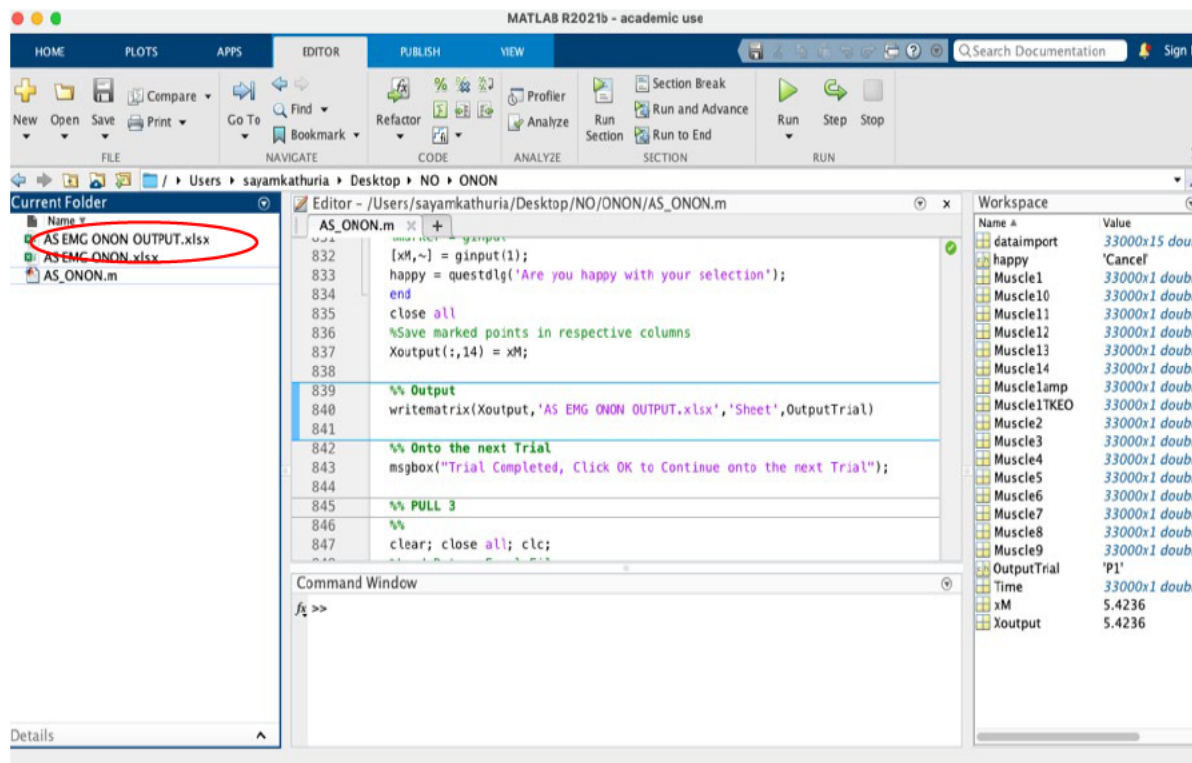 MATLAB R2021b - academic use
HOME PLOTS APPS EDITOR PUBLISH VIEW Search Documentation Sign
New Open Save Compare Print Go To Find Bookmark Refactor Profiler Analyze Run Section Section Break Run and Advance Run to End Run Step Stop
FILE NAVIGATE CODE ANALYZE SECTION RUN
/ Users sayamkathuria Desktop NO ONON
Current Folder
Name
AS EMG ONON OUTPUT.xlsx
AS EMG ONON.xlsx
AS_ONON.m
Details
Editor - /Users/sayamkathuria/Desktop/NO/ONON/AS_ONON.m
AS_ONON.m
832 [xM,~] = ginput(1);
833 happy = questdlg('Are you happy with your selection');
834 end
835 close all
836 %Save marked points in respective columns
837 Xoutput(:,14) = xM;
838
839 %% Output
840 writematrix(Xoutput,'AS EMG ONON OUTPUT.xlsx','Sheet',OutputTrial)
841
842 %% Onto the next Trial
843 msgbox("Trial Completed, Click OK to Continue onto the next Trial");
844
845 %% PULL 3
846 %%
847 clear; close all; clc;
Command Window
fx >>
Workspace
Name Value
dataimport 33000x15 dou
happy 'Cancel'
Muscle1 33000x1 doub
Muscle10 33000x1 doub
Muscle11 33000x1 doub
Muscle12 33000x1 doub
Muscle13 33000x1 doub
Muscle14 33000x1 doub
Muscle1amp 33000x1 doub
Muscle1TKEO 33000x1 doub
Muscle2 33000x1 doub
Muscle3 33000x1 doub
Muscle4 33000x1 doub
Muscle5 33000x1 doub
Muscle6 33000x1 doub
Muscle7 33000x1 doub
Muscle8 33000x1 doub
Muscle9 33000x1 doub
OutputTrial 'P1'
Time 33000x1 doub
xM 5.4236
Xoutput 5.4236